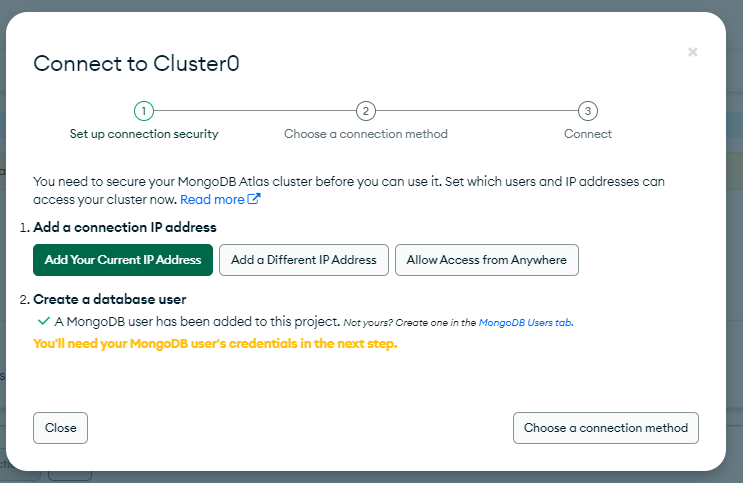 Connect to Cluster0
×
1
2
3
Set up connection security
Choose a connection method
Connect
You need to secure your MongoDB Atlas cluster before you can use it. Set which users and IP addresses can
access your cluster now. Read more
1. Add a connection IP address
Add Your Current IP Address
Add a Different IP Address
Allow Access from Anywhere
2. Create a database user
✓ A MongoDB user has been added to this project. Not yours? Create one in the MongoDB Users tab.
You'll need your MongoDB user's credentials in the next step.
Close
Choose a connection method